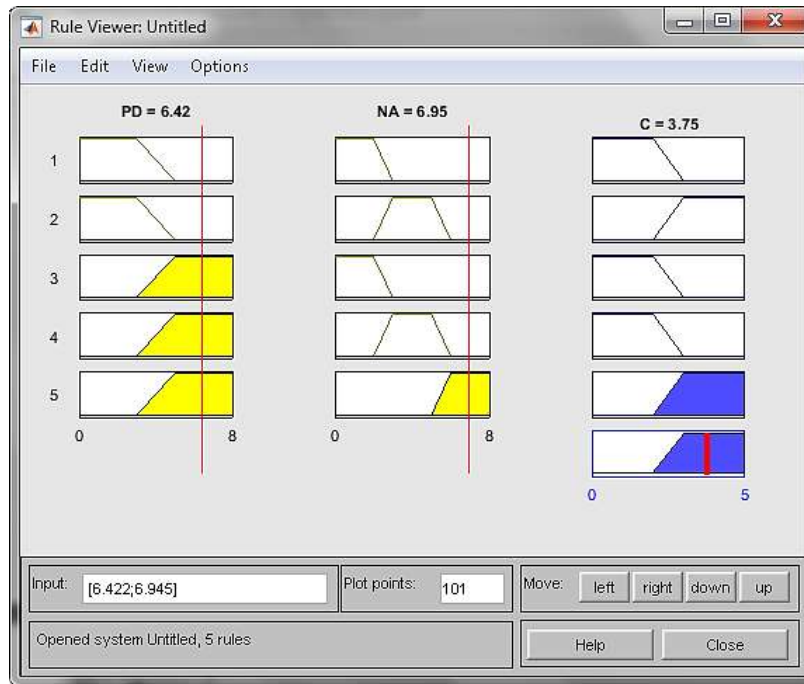 Rule Viewer: Untitled
File Edit View Options
PD = 6.42 NA = 6.95 C = 3.75
1
2
3
4
5
0 8 0 8
0 5
Input: [6.422;6.945] Plot points: 101 Move: left right down up
Opened system Untitled, 5 rules Help Close